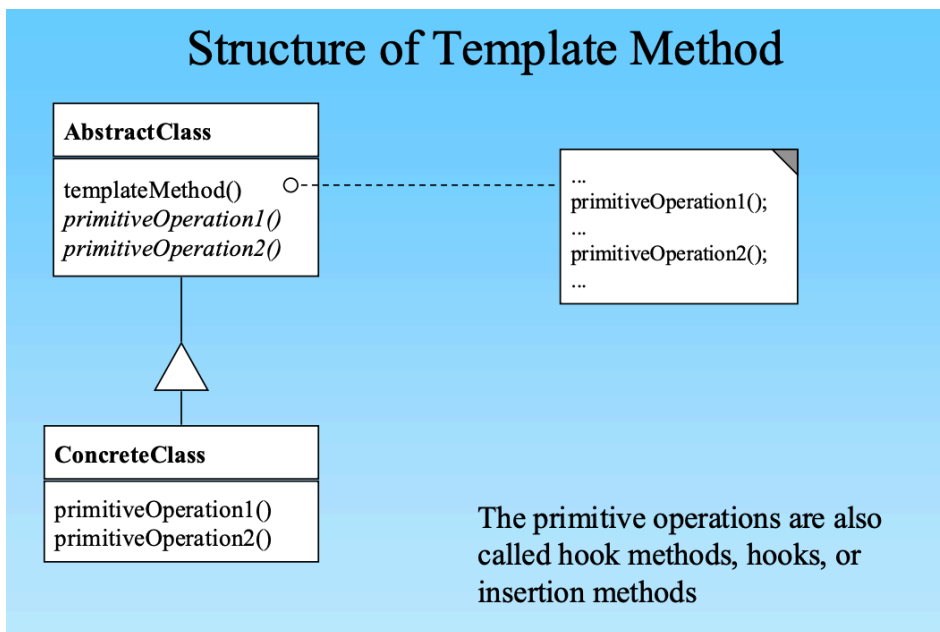 Structure of Template Method
AbstractClass
templateMethod()
primitiveOperation1()
primitiveOperation2()
...
primitiveOperation1();
...
primitiveOperation2();
...
ConcreteClass
primitiveOperation1()
primitiveOperation2()
The primitive operations are also
called hook methods, hooks, or
insertion methods